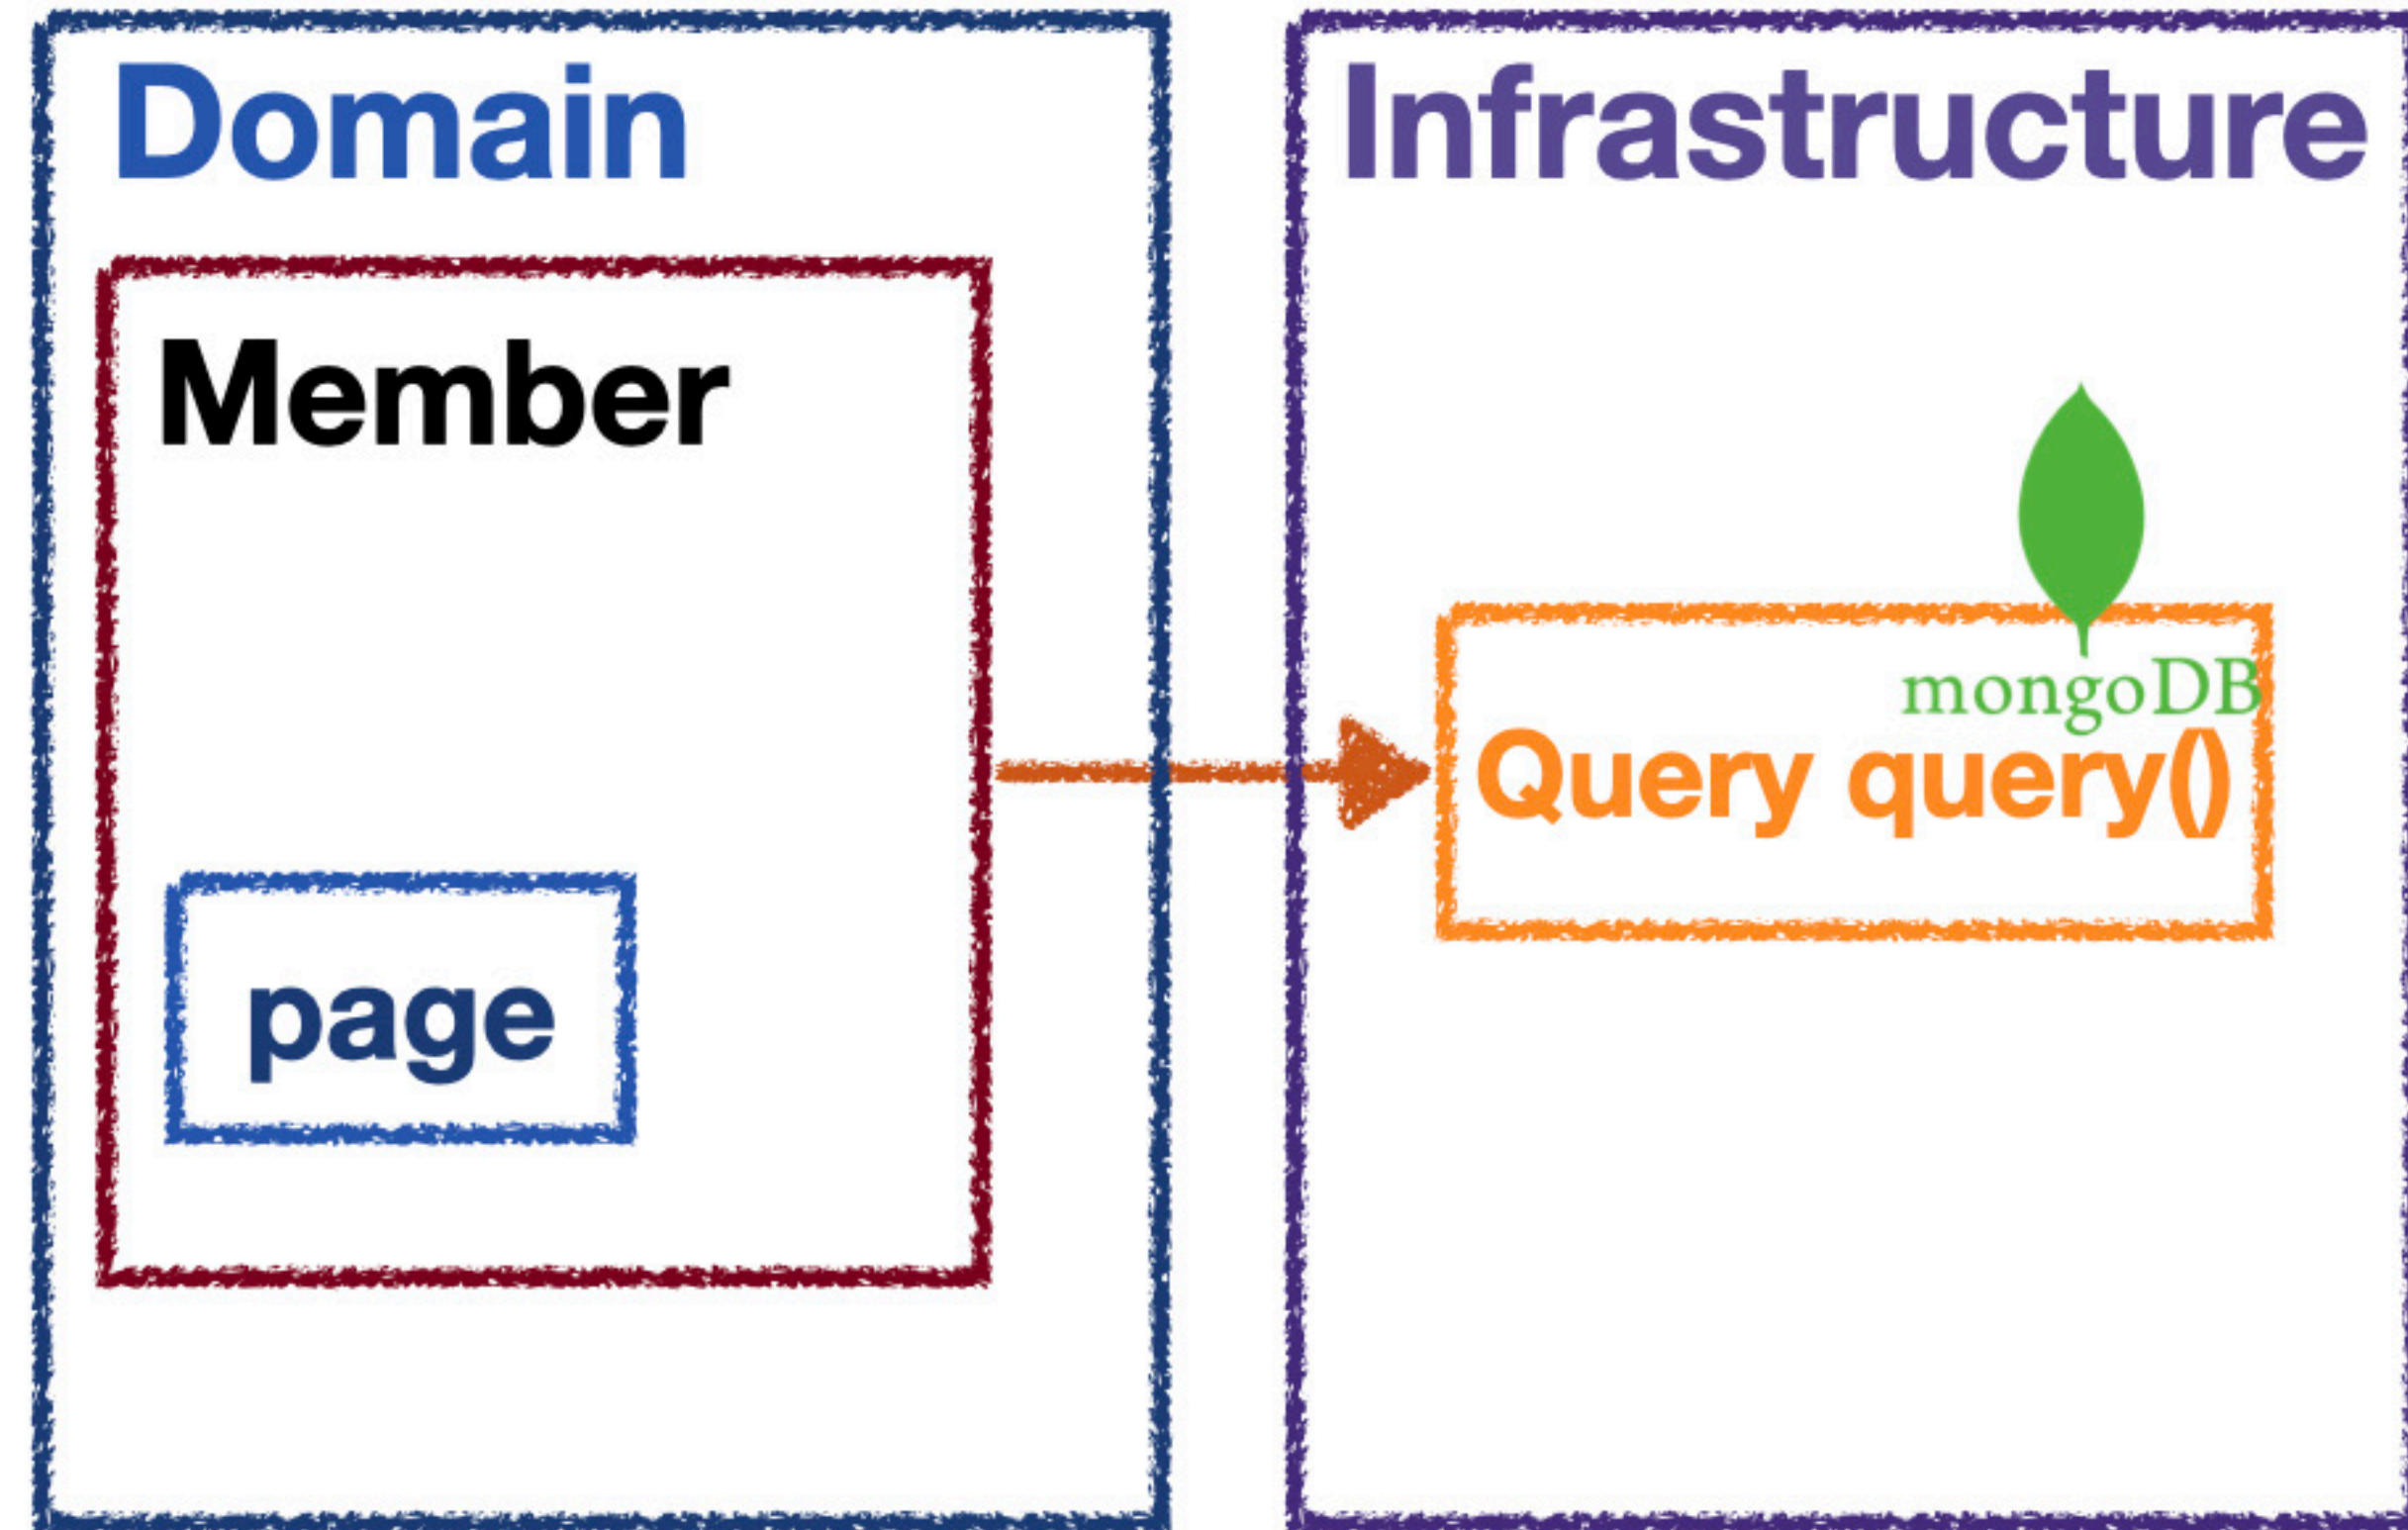 Domain
Member
page
Infrastructure
mongoDB
Query query()